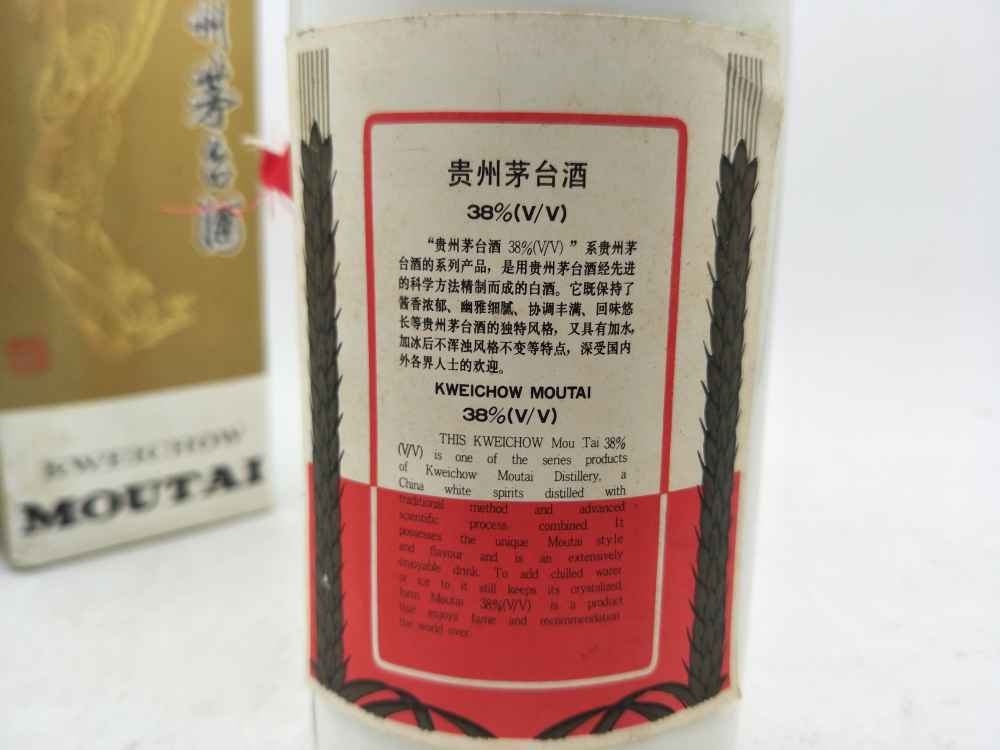 州茅台酒
KWEICHOW
MOUTAI
贵州茅台酒
38%(V/V)
“贵州茅台酒 38%(V/V)”系贵州茅
台酒的系列产品，是用贵州茅台酒经先进
的科学方法精制而成的白酒。它既保持了
酱香浓郁、幽雅细腻、协调丰满、回味悠
长等贵州茅台酒的独特风格，又具有加水，
加冰后不浑浊风格不变等特点，深受国内
外各界人士的欢迎。
KWEICHOW MOUTAI
38%(V/V)
THIS KWEICHOW Mou Tai 38%
(V/V) is one of the series products
of Kweichow Moutai Distillery, a
China white spirits distilled with
traditional method and advanced
scientific process combined. It
possesses the unique Moutai style
and flavour and is an extensively
enjoyable drink. To add chilled water
or ice to it still keeps its crystalized
form Moutai 38%(V/V) is a product
that enjoys fame and recommendation
the world over.